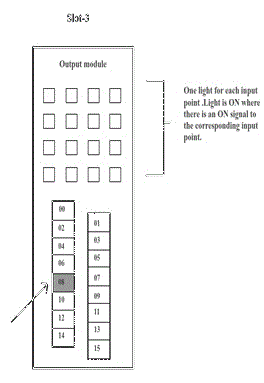 Slot-3
Output module
One light for each input
point .Light is ON where
there is an ON signal to
the corresponding input
point.
00
02
04
06
08
10
12
14
01
03
05
07
09
11
13
15